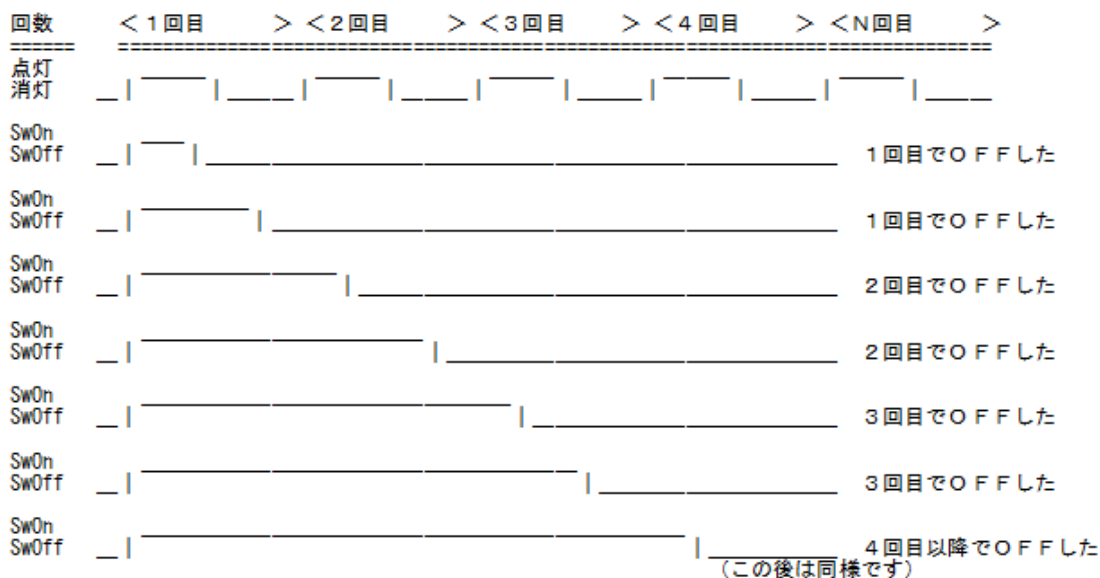 回数 <1回目 > <2回目 > <3回目 > <4回目 > <N回目 >
点灯
消灯
SwOn
SwOff 1回目でOFFした
SwOn
SwOff 1回目でOFFした
SwOn
SwOff 2回目でOFFした
SwOn
SwOff 2回目でOFFした
SwOn
SwOff 3回目でOFFした
SwOn
SwOff 3回目でOFFした
SwOn
SwOff 4回目以降でOFFした
(この後は同様です)